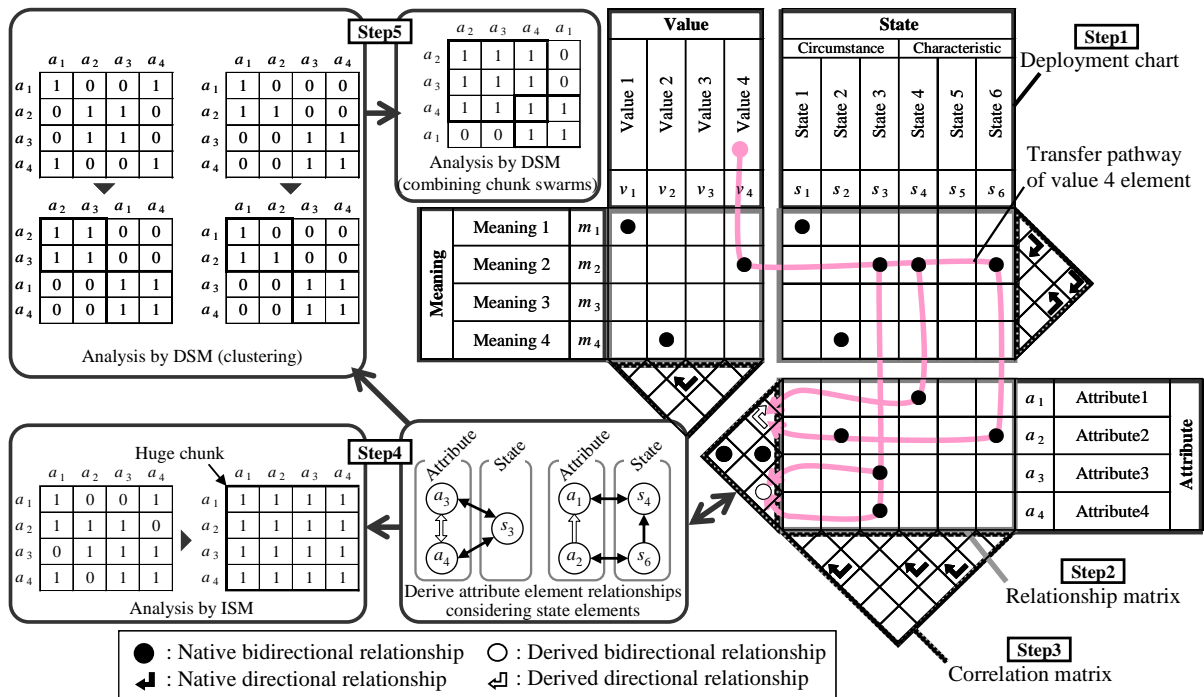 Step5
a1 a2 a3 a4
a1 1 0 0 1
a2 0 1 1 0
a3 0 1 1 0
a4 1 0 0 1
a1 a2 a3 a4
a1 1 0 0 0
a2 1 1 0 0
a3 0 0 1 1
a4 0 0 1 1
a2 a3 a1 a4
a2 1 1 0 0
a3 1 1 0 0
a1 0 0 1 1
a4 0 0 1 1
a1 a2 a3 a4
a1 1 0 0 0
a2 1 1 0 0
a3 0 0 1 1
a4 0 0 1 1
Analysis by DSM (clustering)
a2 a3 a4 a1
a2 1 1 1 0
a3 1 1 1 0
a4 1 1 1 1
a1 0 0 1 1
Analysis by DSM
(combining chunk swarms)
Value
Value 1
Value 2
Value 3
Value 4
v1 v2 v3 v4
State
Circumstance Characteristic
State 1
State 2
State 3
State 4
State 5
State 6
s1 s2 s3 s4 s5 s6
Step1
Deployment chart
Transfer pathway
of value 4 element
Meaning
Meaning 1 m1
Meaning 2 m2
Meaning 3 m3
Meaning 4 m4
a1 Attribute1
a2 Attribute2
a3 Attribute3
a4 Attribute4
Attribute
Step4
Huge chunk
a1 a2 a3 a4
a1 1 0 0 1
a2 1 1 1 0
a3 0 1 1 1
a4 1 0 1 1
a1 a2 a3 a4
a1 1 1 1 1
a2 1 1 1 1
a3 1 1 1 1
a4 1 1 1 1
Analysis by ISM
Attribute State
a3
s3
a4
Attribute State
a1 s4
a2 s6
Derive attribute element relationships
considering state elements
Step2
Relationship matrix
Step3
Correlation matrix
: Native bidirectional relationship
: Derived bidirectional relationship
: Native directional relationship
: Derived directional relationship